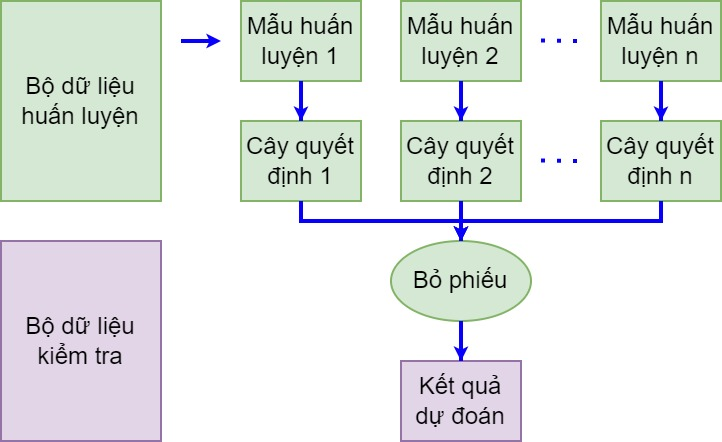 Bộ dữ liệu
huấn luyện
Mẫu huấn
luyện 1
Mẫu huấn
luyện 2
Mẫu huấn
luyện n
Cây quyết
định 1
Cây quyết
định 2
Cây quyết
định n
Bỏ phiếu
Bộ dữ liệu
kiểm tra
Kết quả
dự đoán